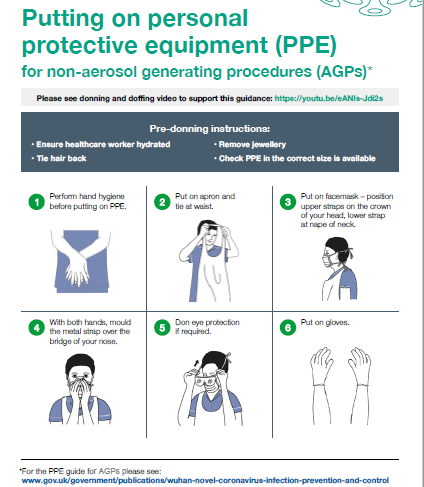 Putting on personal
protective equipment (PPE)
for non-aerosol generating procedures (AGPs)*
Please see donning and doffing video to support this guidance: https://youtu.be/eANIs-Jdi2s
Pre-donning instructions:
• Ensure healthcare worker hydrated
• Tie hair back
• Remove jewellery
• Check PPE in the correct size is available
1 Perform hand hygiene
before putting on PPE.
2 Put on apron and
tie at waist.
3 Put on facemask – position
upper straps on the crown
of your head, lower strap
at nape of neck.
4 With both hands, mould
the metal strap over the
bridge of your nose.
5 Don eye protection
if required.
6 Put on gloves.
*For the PPE guide for AGPs please see:
www.gov.uk/government/publications/wuhan-novel-coronavirus-infection-prevention-and-control